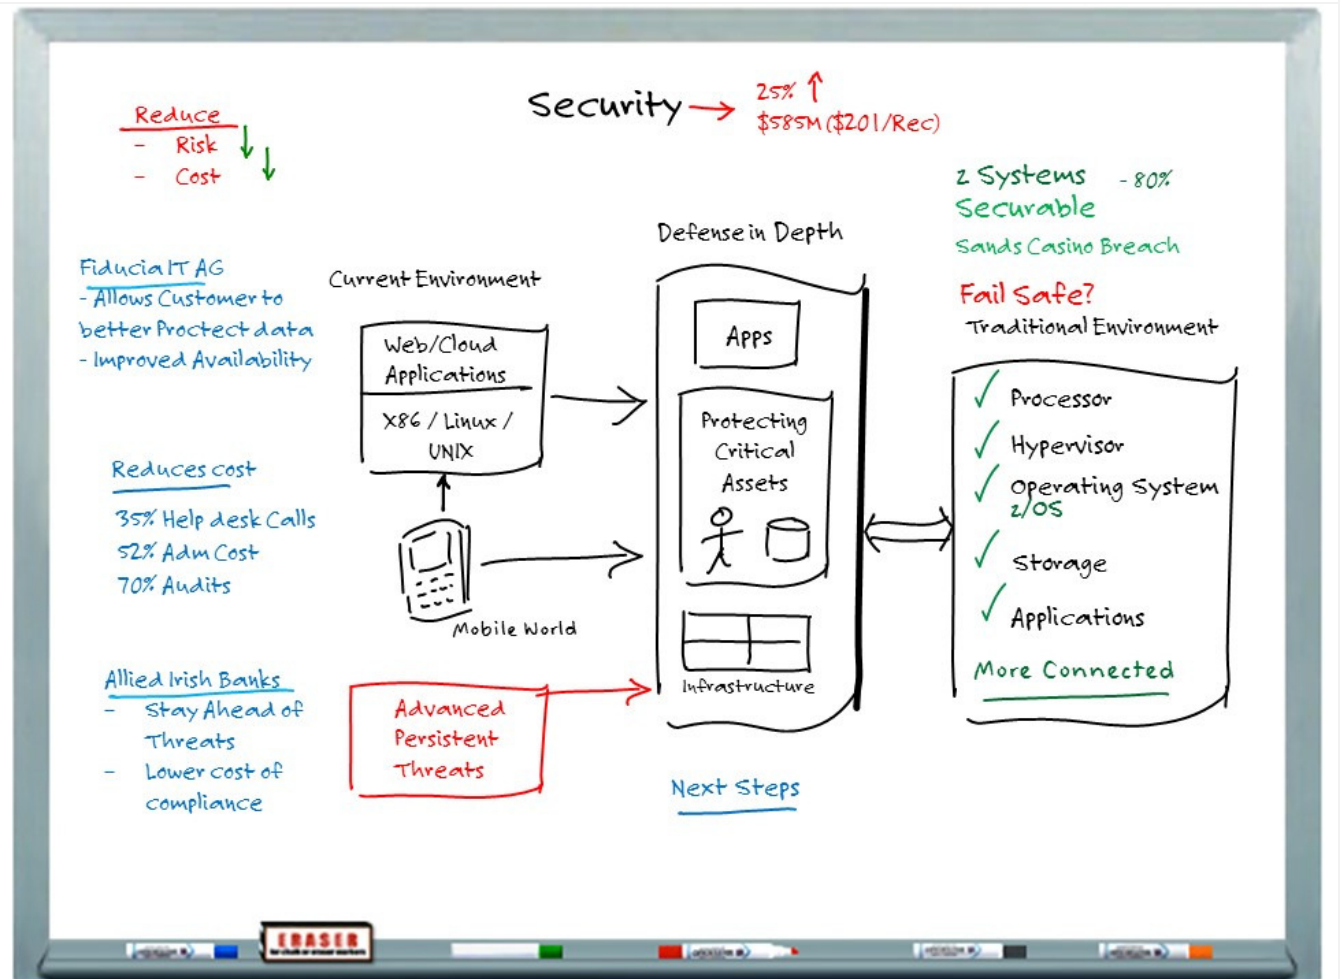 Security
25%
$585M ($201/Rec)
Reduce
- Risk
- Cost
z Systems - 80%
Securable
Sands Casino Breach
Fail Safe?
Traditional Environment
Defense in Depth
Current Environment
Fiducia IT AG
- Allows Customer to
better Proctect data
- Improved Availability
Web/Cloud
Applications
X86 / Linux /
UNIX
Apps
Protecting
Critical
Assets
Processor
Hypervisor
Operating System
z/OS
Storage
Applications
More Connected
Reduces cost
35% Help desk Calls
52% Adm Cost
70% Audits
Mobile World
Infrastructure
Allied Irish Banks
- Stay Ahead of
Threats
- Lower cost of
compliance
Advanced
Persistent
Threats
Next Steps
ERASER